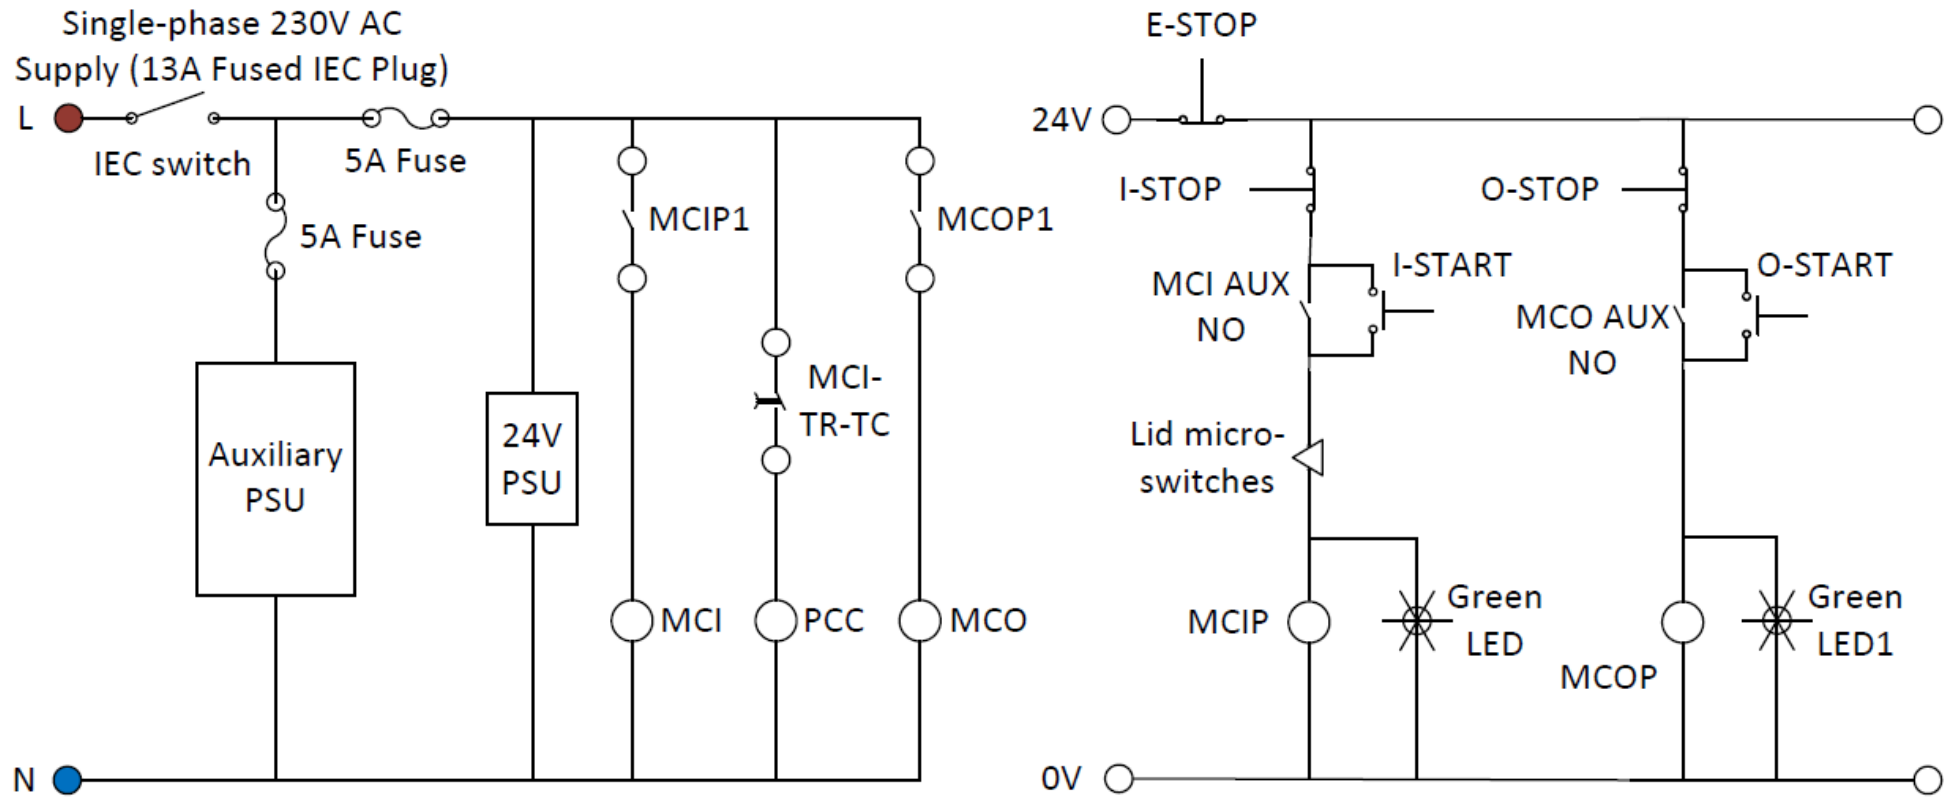 Single-phase 230V AC
Supply (13A Fused IEC Plug)
L
IEC switch
5A Fuse
5A Fuse
MCIP1
MCOP1
MCI-
TR-TC
Auxiliary
PSU
24V
PSU
MCI
PCC
MCO
N
E-STOP
24V
I-STOP
O-STOP
I-START
O-START
MCI AUX
NO
MCO AUX
NO
Lid micro-
switches
MCIP
Green
LED
MCOP
Green
LED1
0V